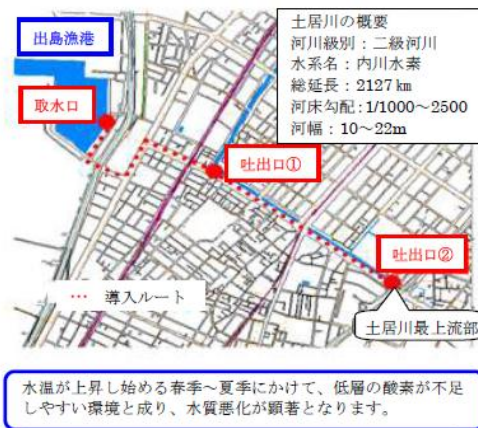 出島漁港
取水口
土居川の概要
河川級別：二級河川
水系名：内川水素
総延長：2127㎞
河床勾配：1/1000～2500
河幅：10～22m
吐出口①
吐出口②
… 導入ルート
土居川最上流部
水温が上昇し始める春季～夏季にかけて、低層の酸素が不足
しやすい環境と成り、水質悪化が顕著となります。